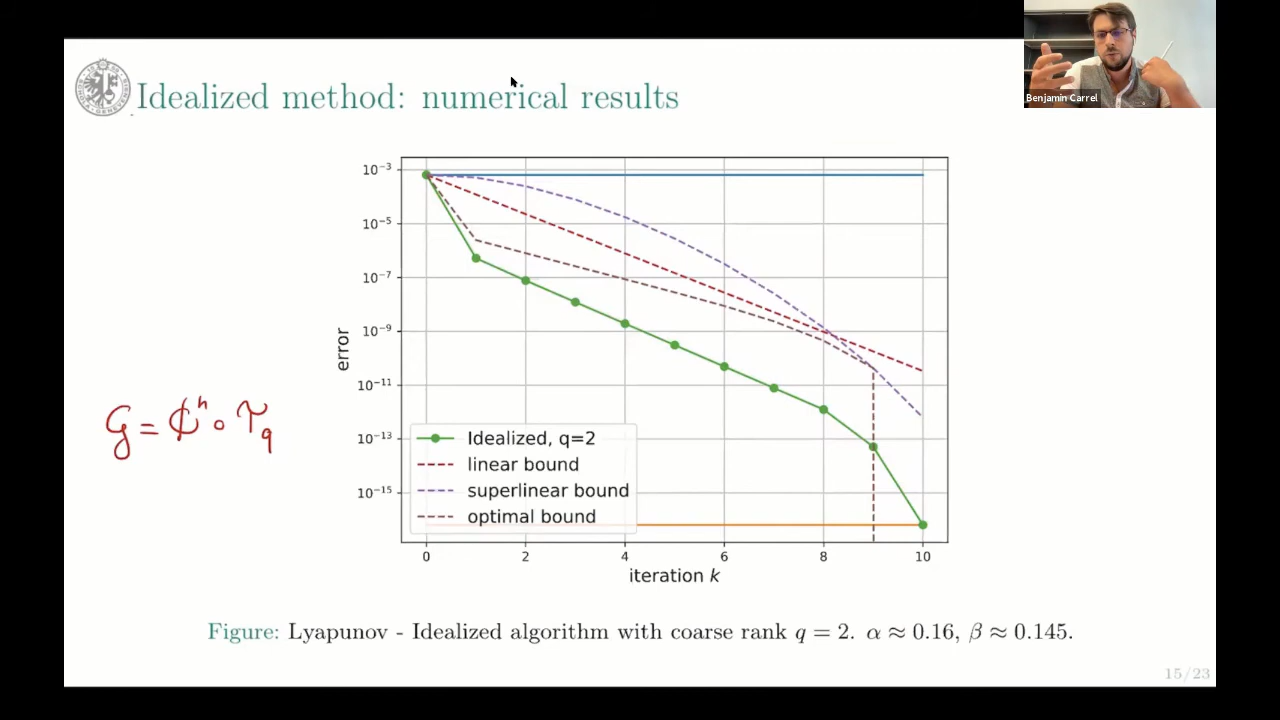 Idealized method: numerical results
Benjamin Carrel
10⁻³
10⁻⁵
10⁻⁷
10⁻⁹
10⁻¹¹
10⁻¹³
10⁻¹⁵
error
Idealized, q=2
linear bound
superlinear bound
optimal bound
0 2 4 6 8 10
iteration k
Figure: Lyapunov - Idealized algorithm with coarse rank q = 2. α ≈ 0.16, β ≈ 0.145.
15/23